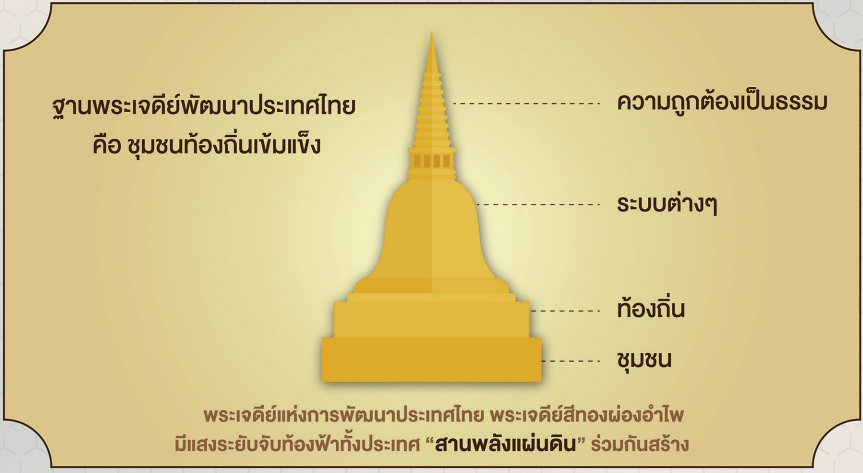 ฐานพระเจดีย์พัฒนาประเทศไทย
คือ ชุมชนท้องถิ่นเข้มแข็ง
ความถูกต้องเป็นธรรม
ระบบต่างๆ
ท้องถิ่น
ชุมชน
พระเจดีย์แห่งการพัฒนาประเทศไทย พระเจดีย์สีทองผ่องอำไพ
มีแสงระยับจับท้องฟ้าทั้งประเทศ “สานพลังแผ่นดิน” ร่วมกันสร้าง